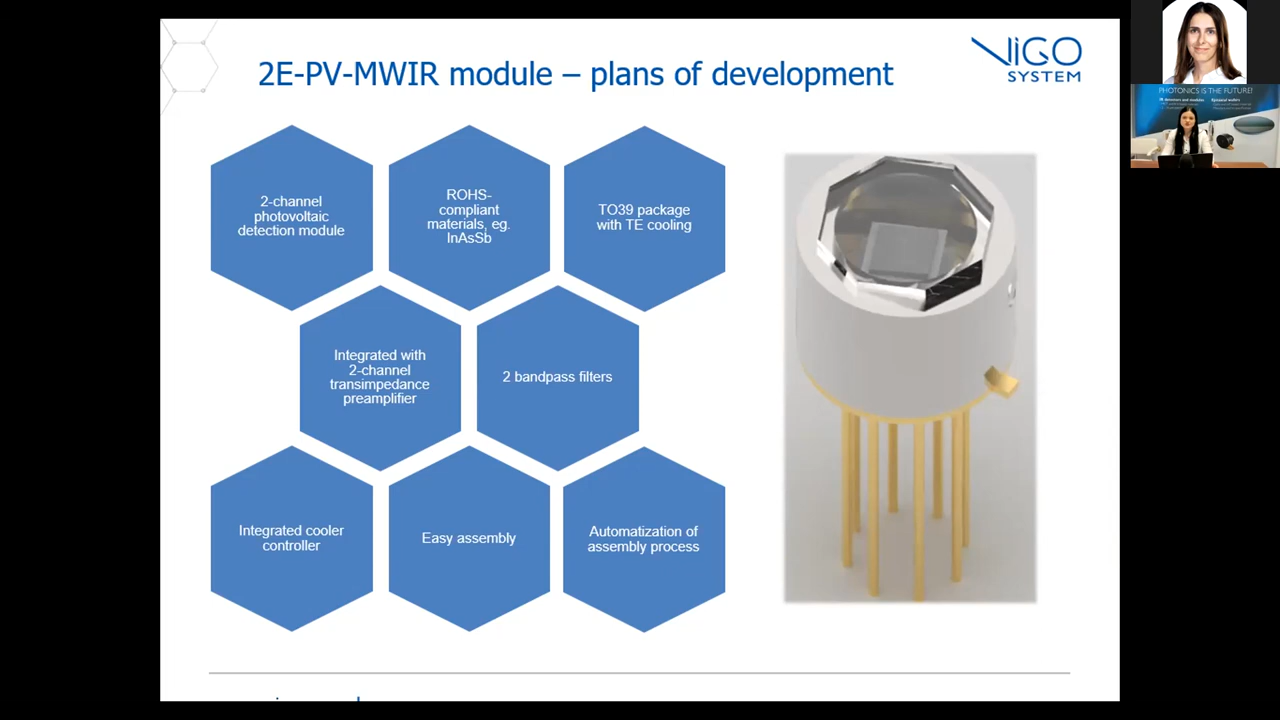 2E-PV-MWIR module – plans of development
VIGO
SYSTEM
2-channel
photovoltaic
detection module
ROHS-
compliant
materials, eg.
InAsSb
TO39 package
with TE cooling
Integrated with
2-channel
transimpedance
preamplifier
2 bandpass filters
Integrated cooler
controller
Easy assembly
Automatization of
assembly process
PHOTONICS IS THE FUTURE!